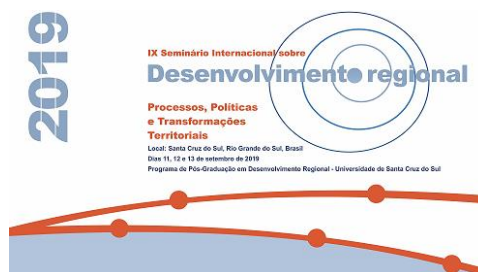 2019
IX Seminário Internacional sobre
Desenvolvimento regional
Processos, Políticas
e Transformações
Territoriais
Local: Santa Cruz do Sul, Rio Grande do Sul, Brasil
Dias 11, 12 e 13 de setembro de 2019
Programa de Pós-Graduação em Desenvolvimento Regional - Universidade de Santa Cruz do Sul